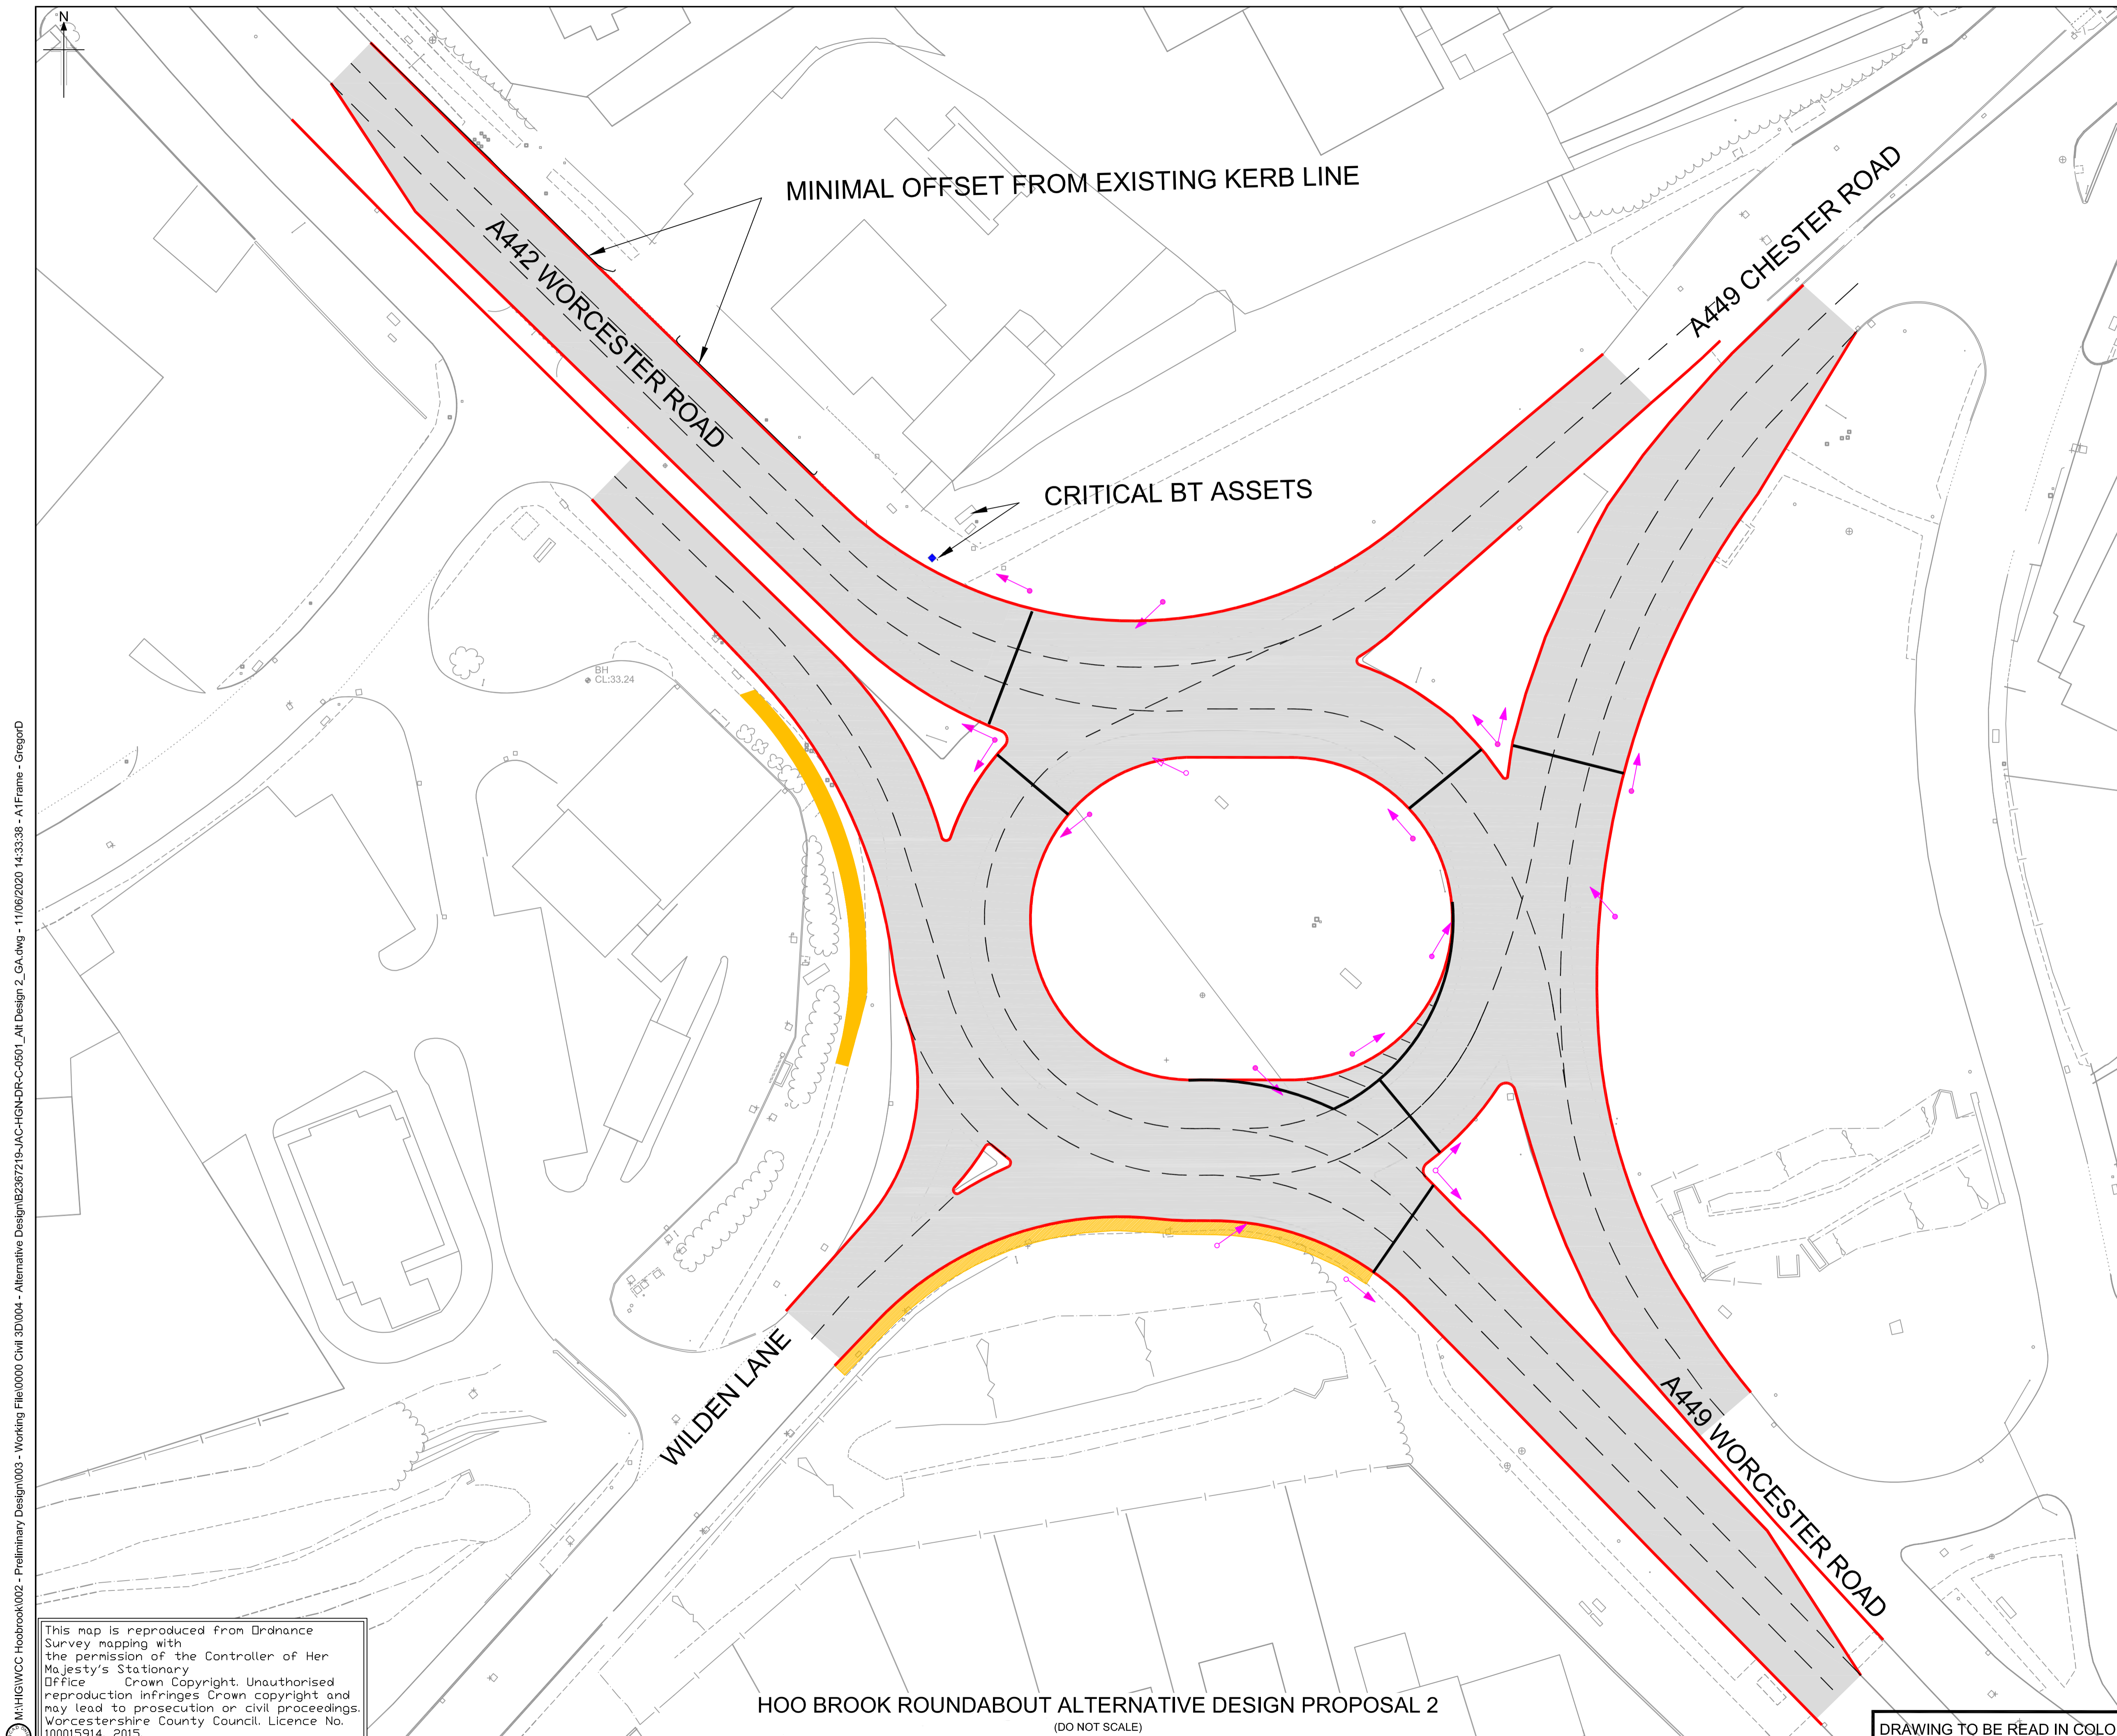 N
MINIMAL OFFSET FROM EXISTING KERB LINE
A449 CHESTER ROAD
A442 WORCESTER ROAD
CRITICAL BT ASSETS
BH
CL:33.24
WILDEN LANE
A449 WORCESTER ROAD
M:\HIG\WCC Hoobrook\002 - Preliminary Design\003 - Working File\0000 Civil 3D\004 - Alternative Design\B2367219-JAC-HGN-DR-C-0501_Alt Design 2_GA.dwg - 11/06/2020 14:33:38 - A1Frame - GregorD
This map is reproduced from Ordnance
Survey mapping with
the permission of the Controller of Her
Majesty's Stationary
Office Crown Copyright. Unauthorised
reproduction infringes Crown copyright and
may lead to prosecution or civil proceedings.
Worcestershire County Council. Licence No.
100015914. 2015
HOO BROOK ROUNDABOUT ALTERNATIVE DESIGN PROPOSAL 2
(DO NOT SCALE)
DRAWING TO BE READ IN COLO